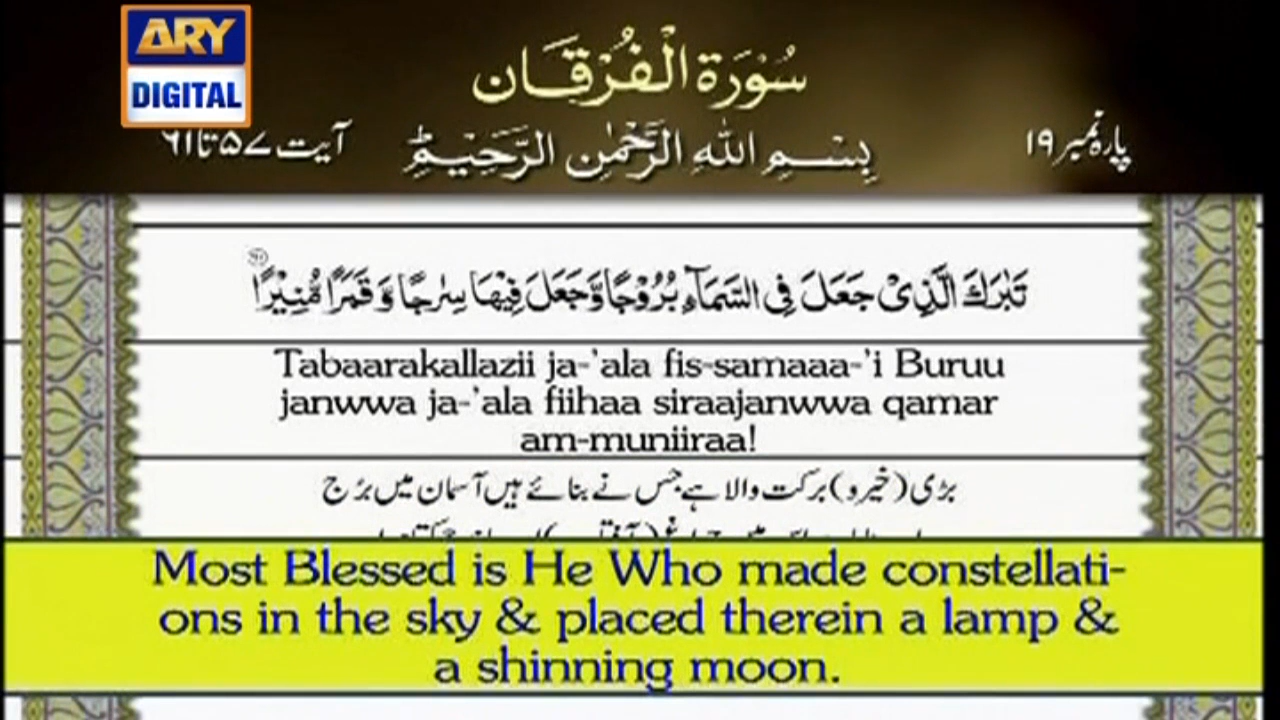 ARY
DIGITAL
سُوْرَةُ الْفُرْقَان
پارہ نمبر ۱۹
بِسْمِ اللّٰهِ الرَّحْمٰنِ الرَّحِيْمِ
آیت ۵۷ تا ۶۱
تَبٰرَكَ الَّذِیْ جَعَلَ فِی السَّمَآءِ بُرُوْجًا وَّجَعَلَ فِیْهَا سِرٰجًا وَّ قَمَرًا مُّنِیْرًا ﴿۶۱﴾
Tabaarakallazii ja-'ala fis-samaaa-'i Buruu
janwwa ja-'ala fiihaa siraajanwwa qamar
am-muniiraa!
بڑی (خیرو) برکت والا ہے جس نے بنائے ہیں آسمان میں بُرج
Most Blessed is He Who made constellati-
ons in the sky & placed therein a lamp &
a shinning moon.